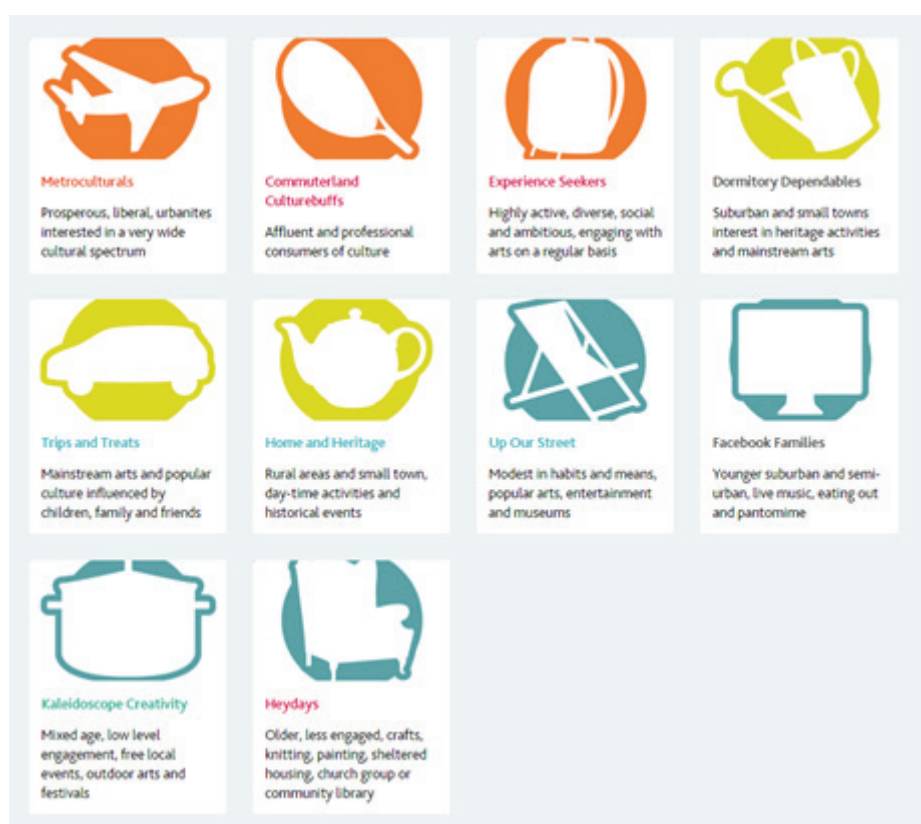 Metroculturals
Prosperous, liberal, urbanites
interested in a very wide
cultural spectrum
Commuterland
Culturebuffs
Affluent and professional
consumers of culture
Experience Seekers
Highly active, diverse, social
and ambitious, engaging with
arts on a regular basis
Dormitory Dependables
Suburban and small towns
interest in heritage activities
and mainstream arts
Trips and Treats
Mainstream arts and popular
culture influenced by
children, family and friends
Home and Heritage
Rural areas and small town,
day-time activities and
historical events
Up Our Street
Modest in habits and means,
popular arts, entertainment
and museums
Facebook Families
Younger suburban and semi-
urban, live music, eating out
and pantomime
Kaleidoscope Creativity
Mixed age, low level
engagement, free local
events, outdoor arts and
festivals
Heydays
Older, less engaged, crafts,
knitting, painting, sheltered
housing, church group or
community library